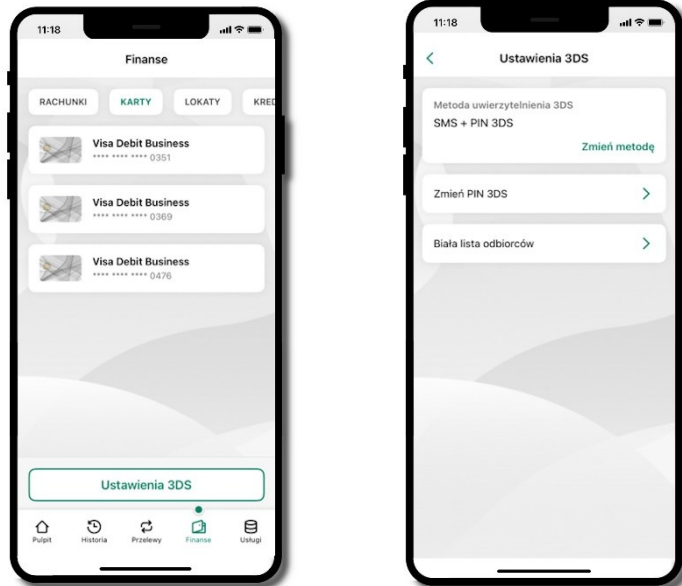 11:18
Finanse
RACHUNKI KARTY LOKATY KRED
Visa Debit Business
**** **** **** 0351
Visa Debit Business
**** **** **** 0369
Visa Debit Business
**** **** **** 0476
Ustawienia 3DS
Pulpit Historia Przelewy Finanse Usługi
11:18
Ustawienia 3DS
Metoda uwierzytelnienia 3DS
SMS + PIN 3DS
Zmień metodę
Zmień PIN 3DS
Biała lista odbiorców